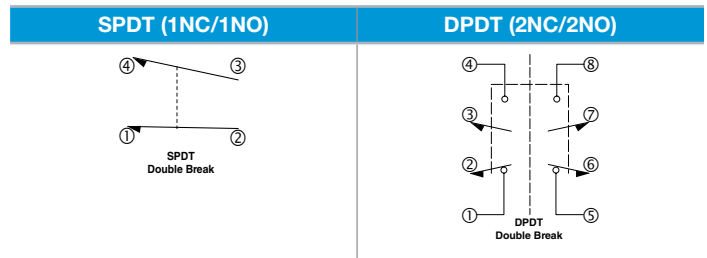 SPDT (1NC/1NO)
DPDT (2NC/2NO)
④ ③
① ②
SPDT
Double Break
④ ⑧
③ ⑦
② ⑥
① ⑤
DPDT
Double Break